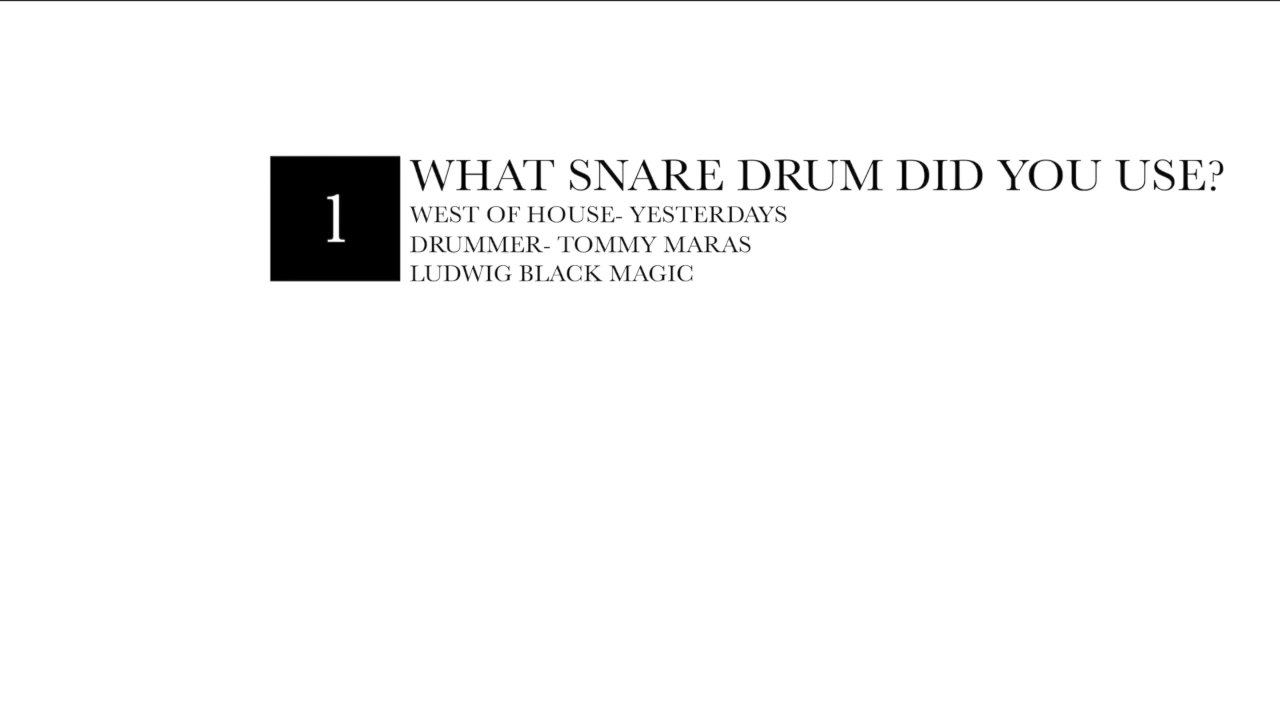 1
WHAT SNARE DRUM DID YOU USE?
WEST OF HOUSE- YESTERDAYS
DRUMMER- TOMMY MARAS
LUDWIG BLACK MAGIC